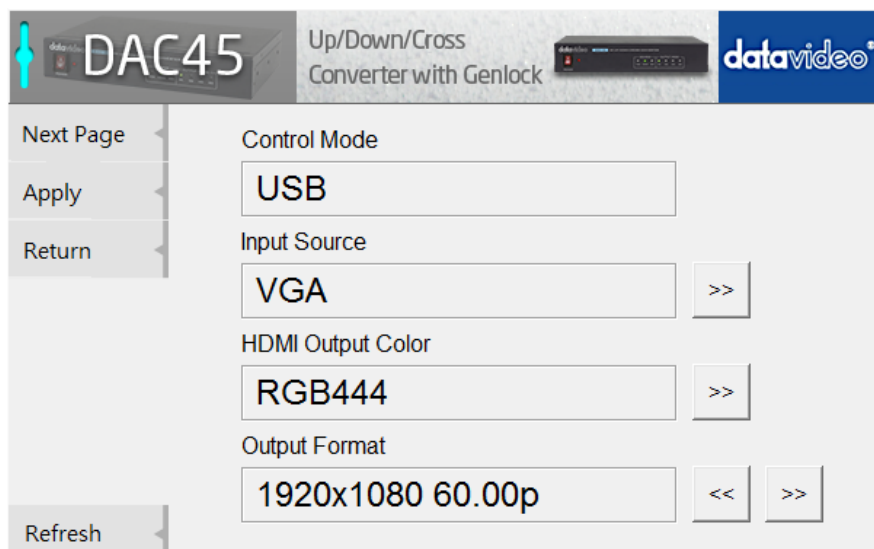 DAC45
Up/Down/Cross
Converter with Genlock
datavideo®
Next Page
Apply
Return
Control Mode
USB
Input Source
VGA
>>
HDMI Output Color
RGB444
>>
Output Format
1920x1080 60.00p
<< >>
Refresh